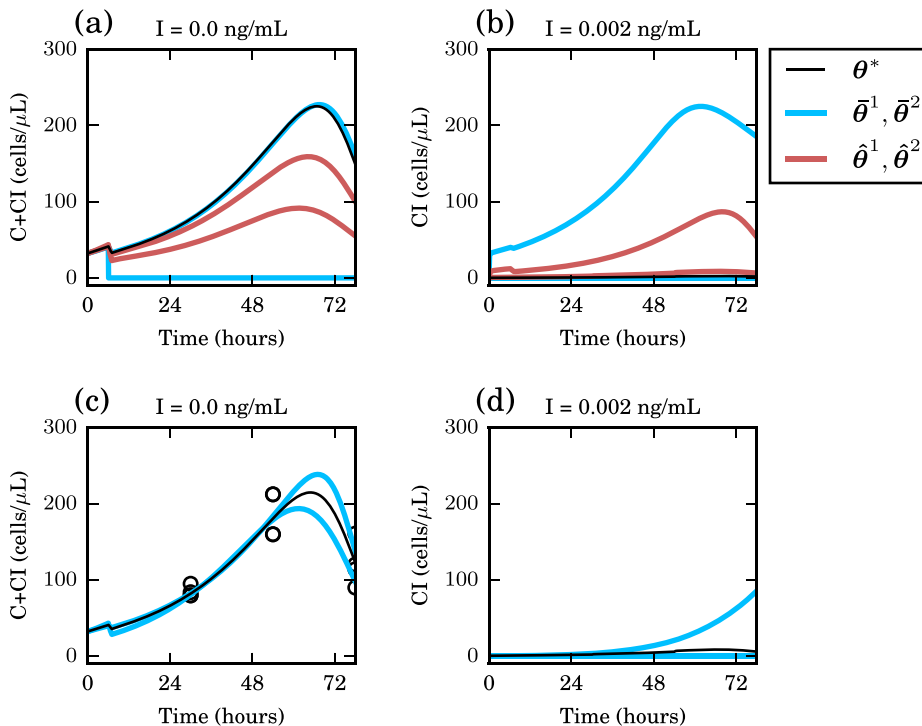 (a)
I = 0.0 ng/mL
300
200
100
0
C+CI (cells/μL)
0 24 48 72
Time (hours)
(b)
I = 0.002 ng/mL
300
200
100
0
CI (cells/μL)
0 24 48 72
Time (hours)
θ*
θ̄¹, θ̄²
θ̂¹, θ̂²
(c)
I = 0.0 ng/mL
300
200
100
0
C+CI (cells/μL)
0 24 48 72
Time (hours)
(d)
I = 0.002 ng/mL
300
200
100
0
CI (cells/μL)
0 24 48 72
Time (hours)